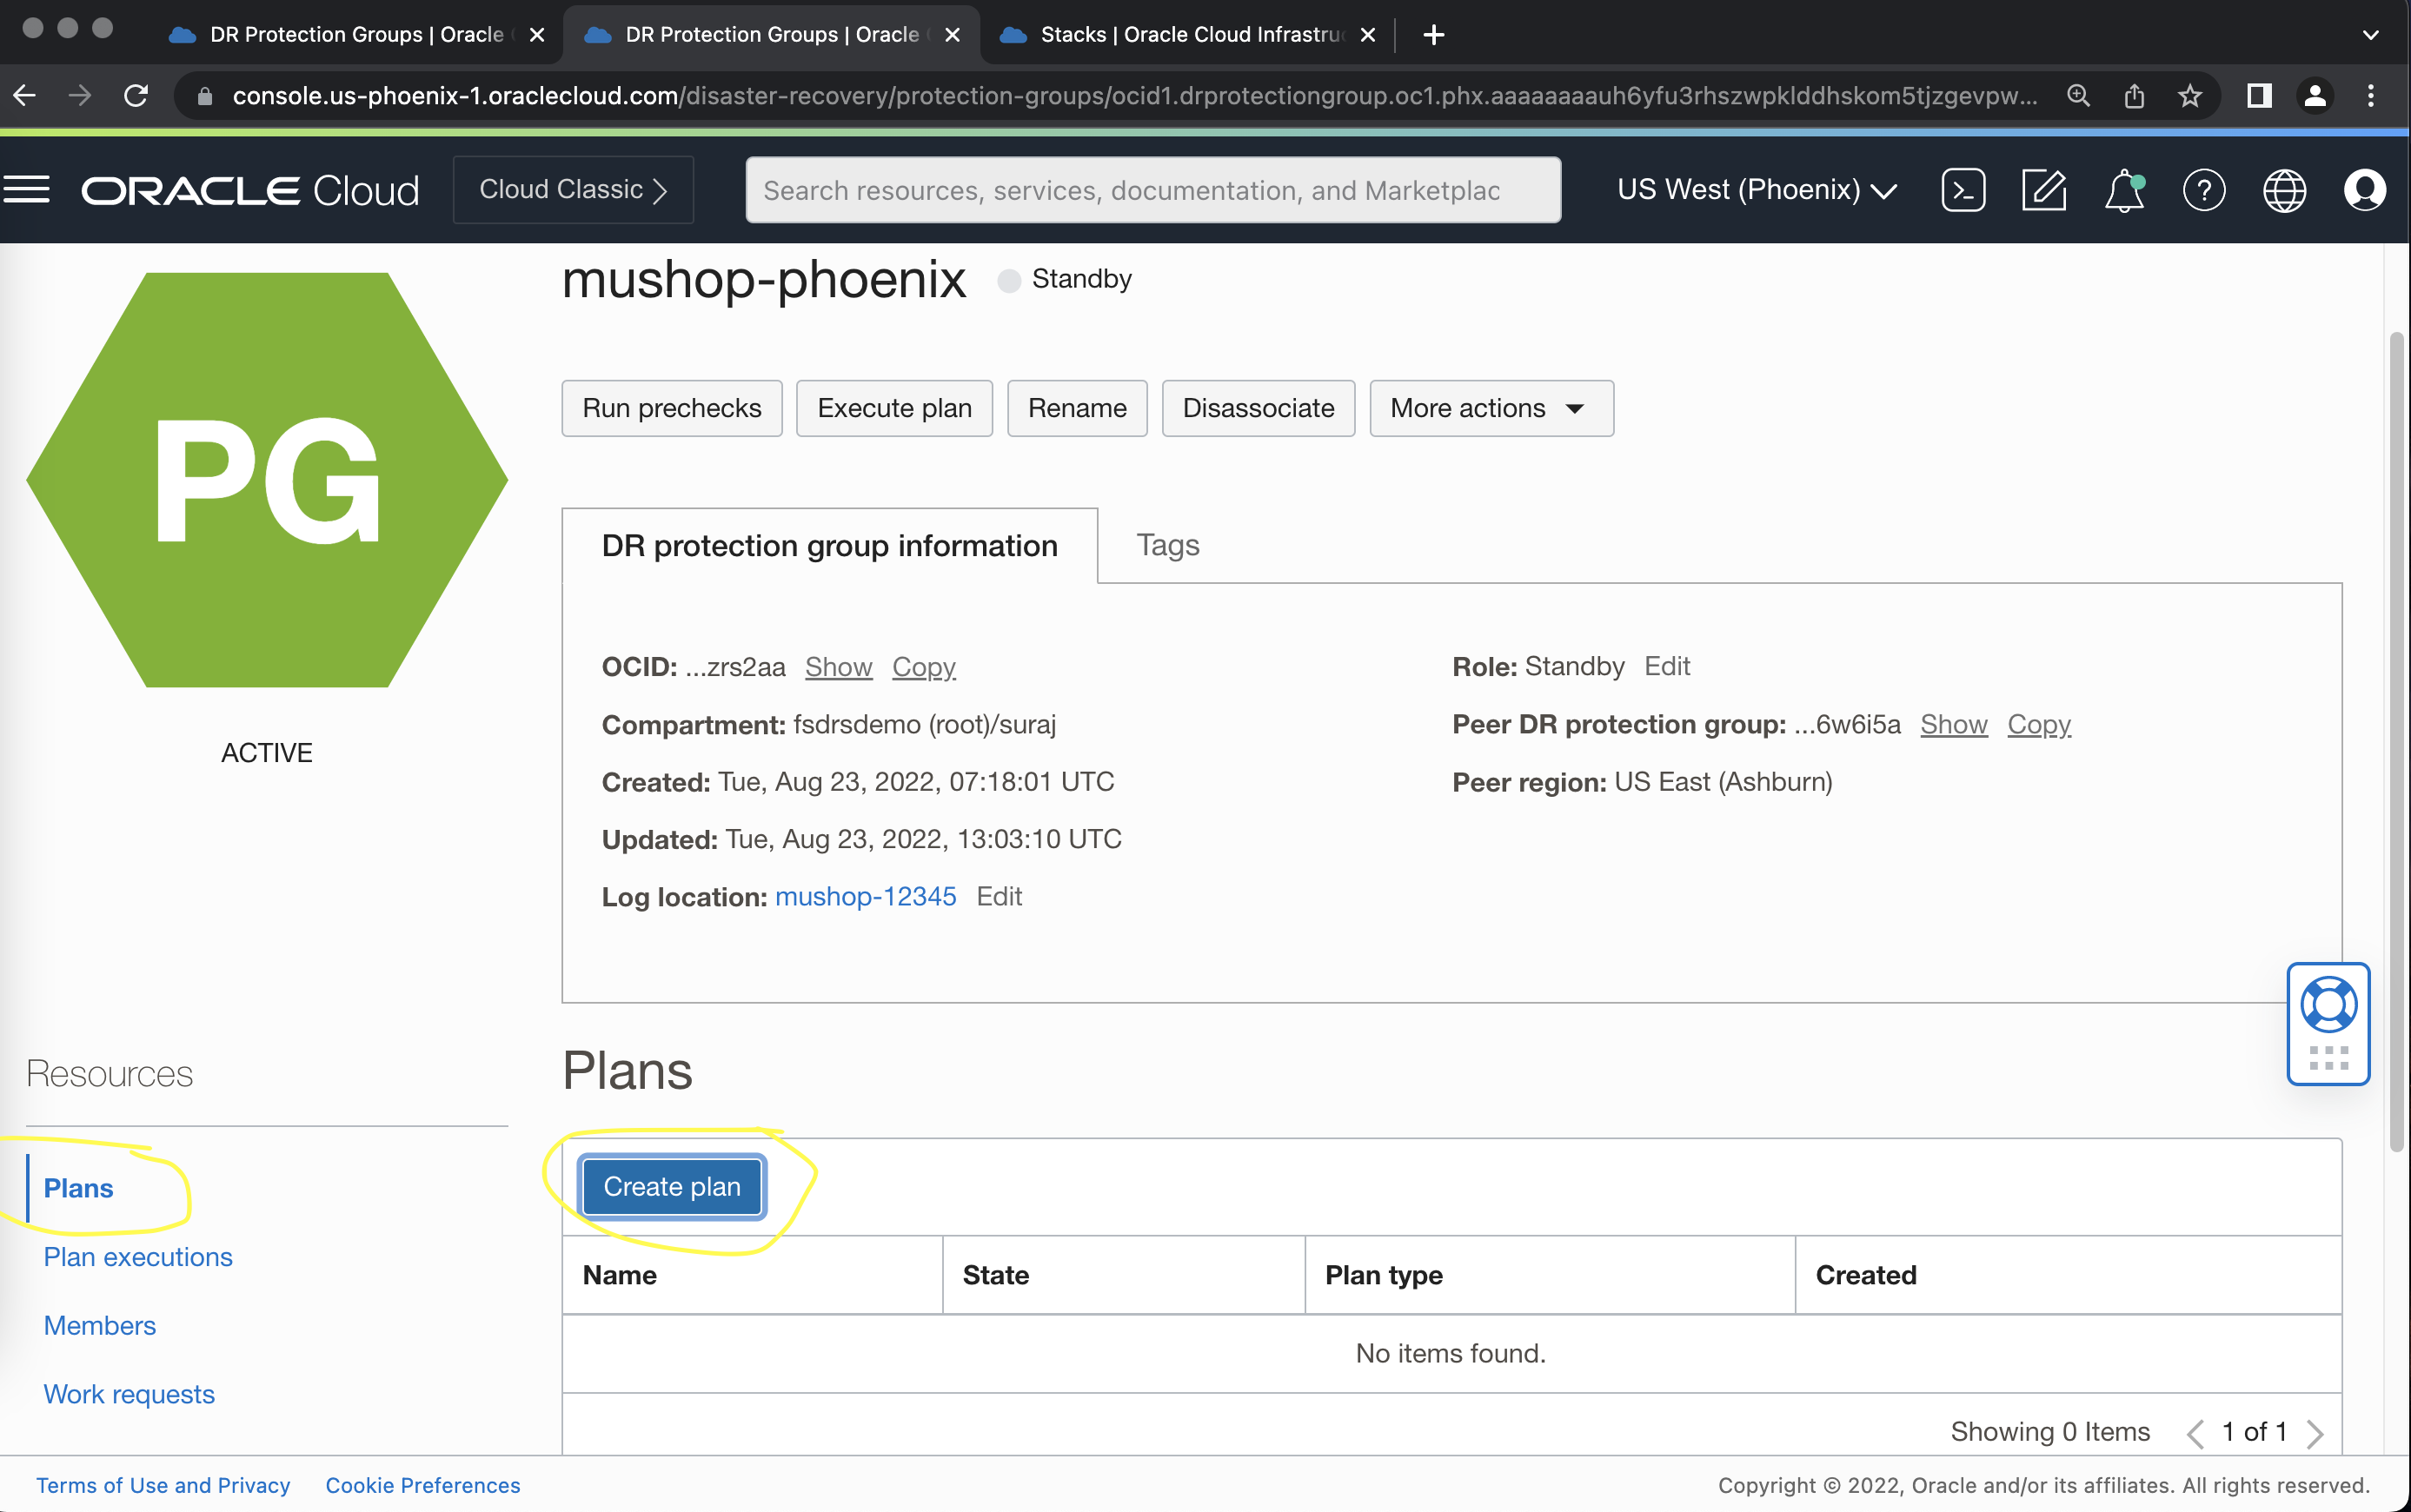 DR Protection Groups | Oracle
DR Protection Groups | Oracle
Stacks | Oracle Cloud Infrastru
console.us-phoenix-1.oraclecloud.com/disaster-recovery/protection-groups/ocid1.drprotectiongroup.oc1.phx.aaaaaaaauh6yfu3rhszwpklddhskom5tjzgevpw...
ORACLE Cloud
Cloud Classic
Search resources, services, documentation, and Marketplac
US West (Phoenix)
mushop-phoenix
Standby
PG
ACTIVE
Run prechecks
Execute plan
Rename
Disassociate
More actions
DR protection group information
Tags
OCID: ...zrs2aa Show Copy
Compartment: fsdrsdemo (root)/suraj
Created: Tue, Aug 23, 2022, 07:18:01 UTC
Updated: Tue, Aug 23, 2022, 13:03:10 UTC
Log location: mushop-12345 Edit
Role: Standby Edit
Peer DR protection group: ...6w6i5a Show Copy
Peer region: US East (Ashburn)
Resources
Plans
Plan executions
Members
Work requests
Plans
Create plan
Name State Plan type Created
No items found.
Showing 0 Items 1 of 1
Terms of Use and Privacy Cookie Preferences
Copyright © 2022, Oracle and/or its affiliates. All rights reserved.